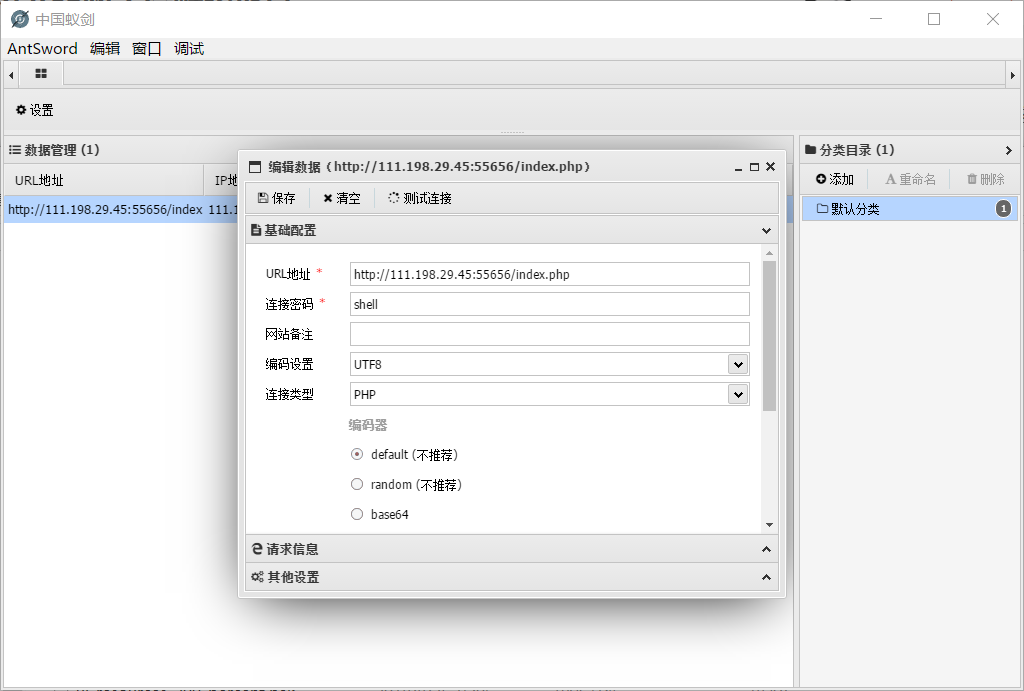 中国蚁剑
AntSword 编辑 窗口 调试
设置
数据管理 (1)
URL地址 IP地
http://111.198.29.45:55656/index 111.1
分类目录 (1)
添加 重命名 删除
默认分类 1
编辑数据 (http://111.198.29.45:55656/index.php)
保存 清空 测试连接
基础配置
URL地址 * http://111.198.29.45:55656/index.php
连接密码 * shell
网站备注
编码设置 UTF8
连接类型 PHP
编码器
default (不推荐)
random (不推荐)
base64
请求信息
其他设置